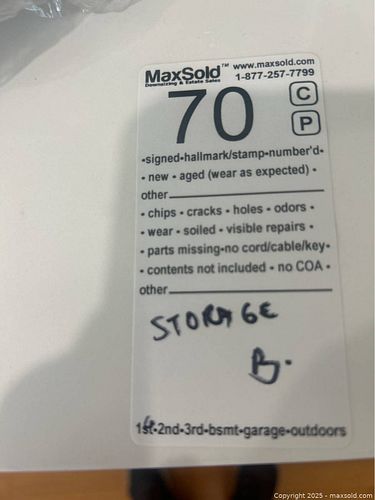 MaxSold™ www.maxsold.com
Downsizing & Estate Sales 1-877-257-7799
70 C
P
•signed•hallmark/stamp•number'd•
• new • aged (wear as expected) •
other
• chips • cracks • holes • odors •
• wear • soiled • visible repairs •
• parts missing•no cord/cable/key•
• contents not included • no COA •
other
STORAGE
B.
1st•2nd•3rd•bsmt•garage•outdoors
Copyright 2025 - maxsold.com